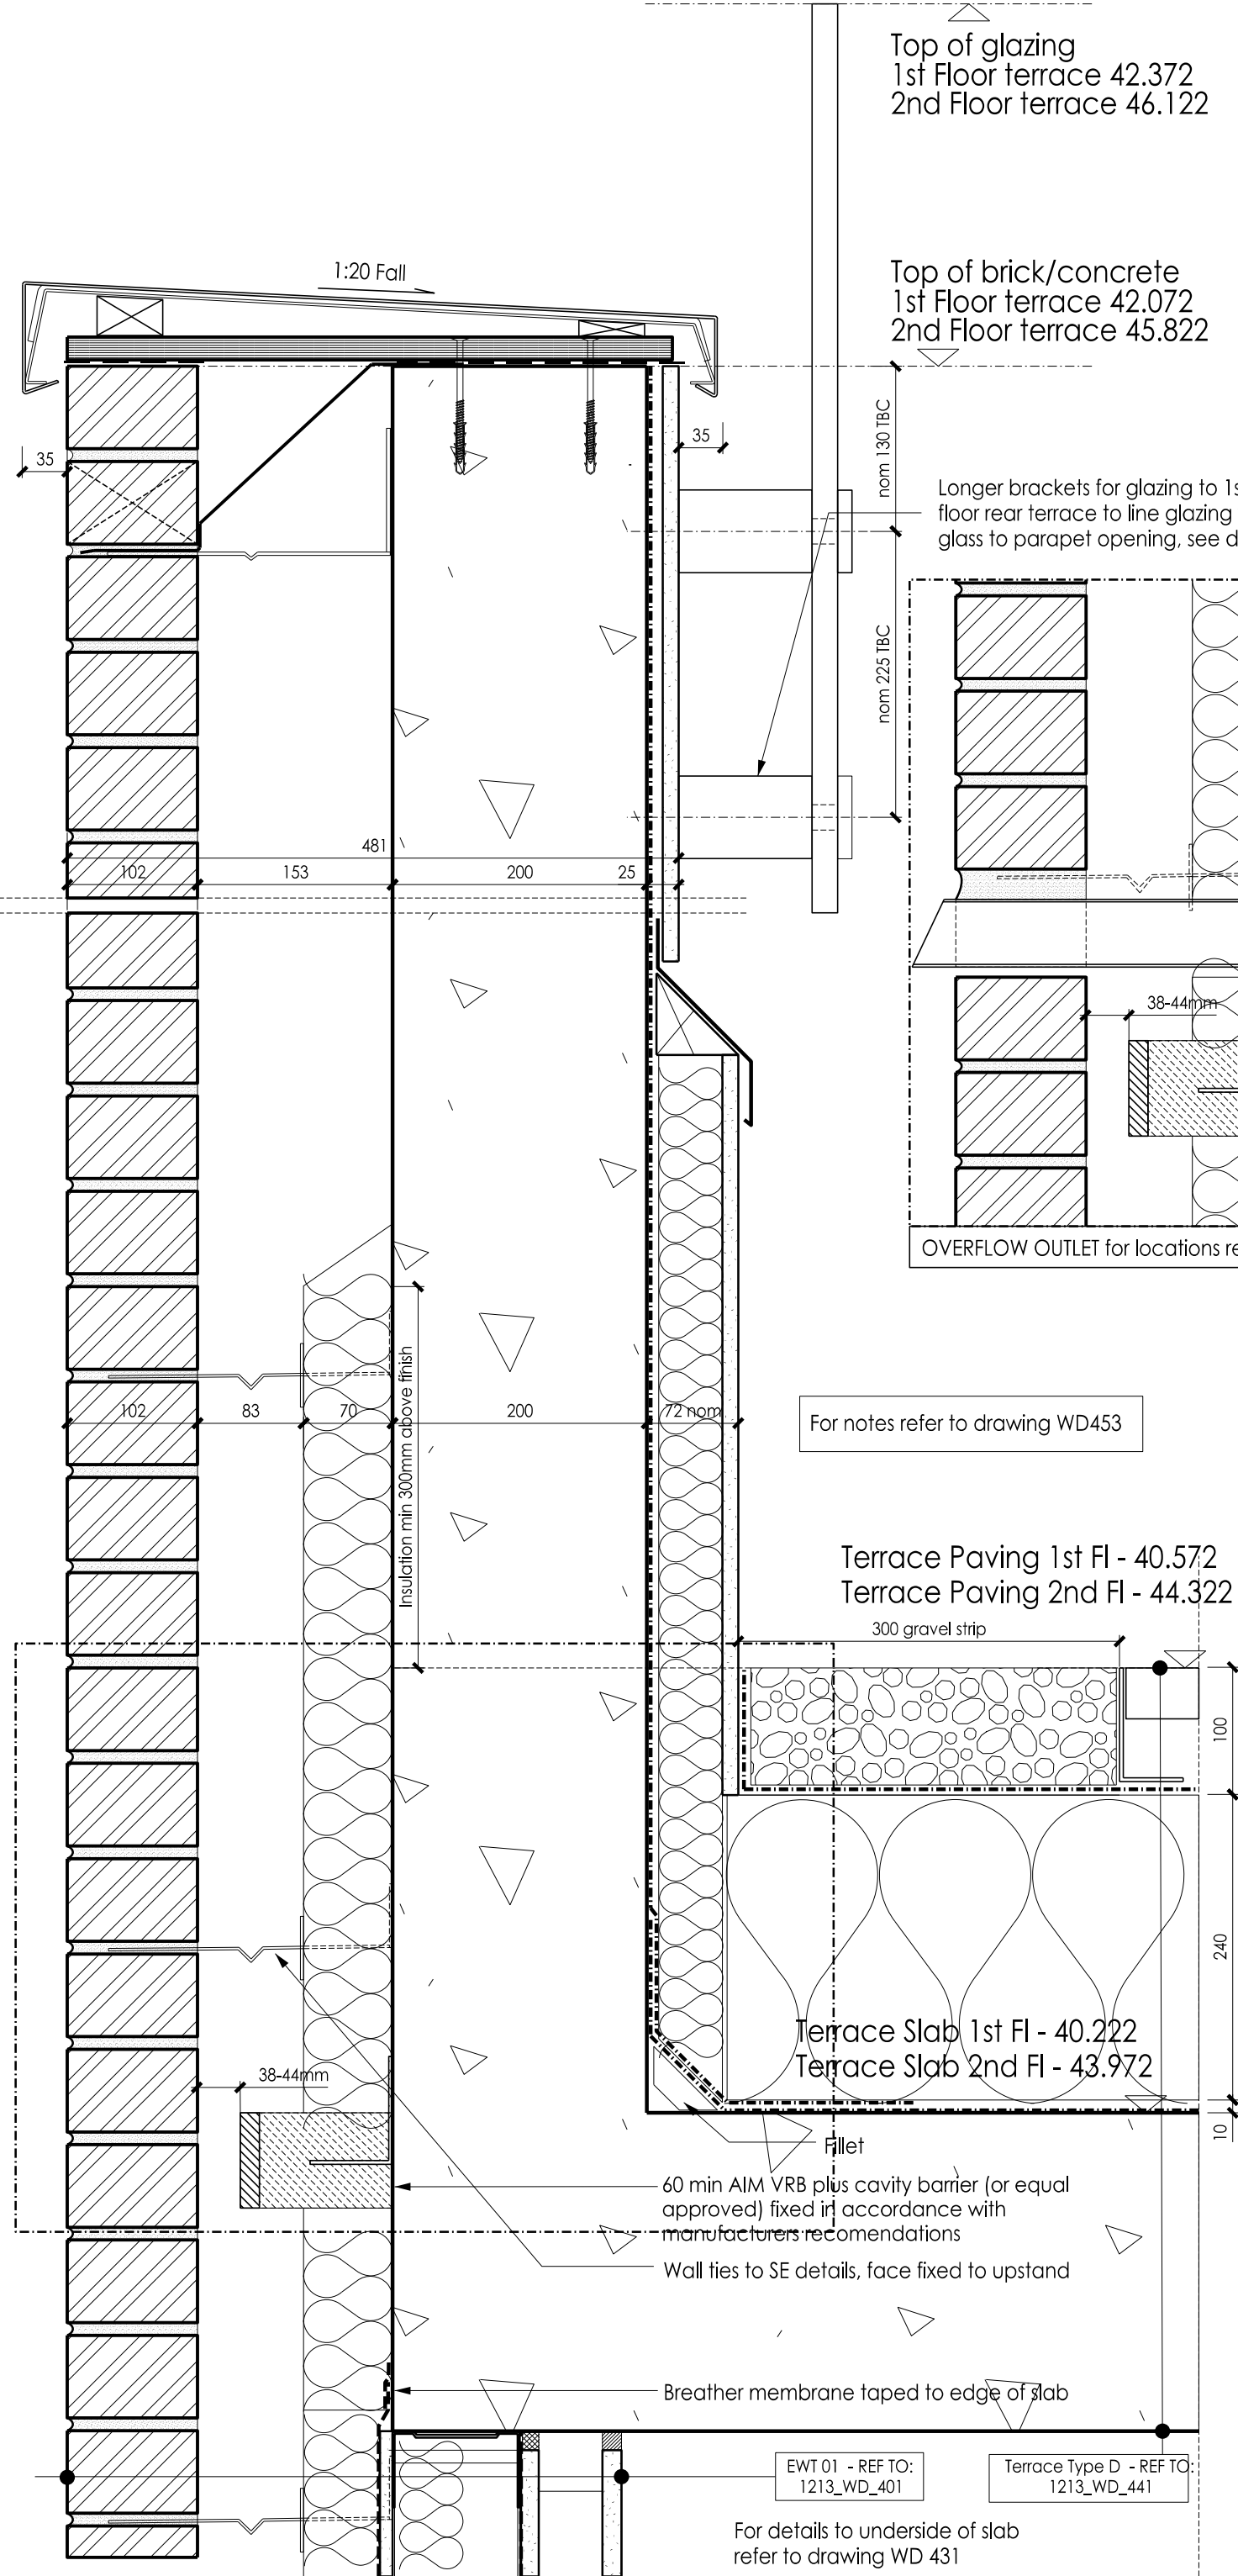 Top of glazing
1st Floor terrace 42.372
2nd Floor terrace 46.122
1:20 Fall
Top of brick/concrete
1st Floor terrace 42.072
2nd Floor terrace 45.822
35
35
nom 130 TBC
Longer brackets for glazing to 1s
floor rear terrace to line glazing
glass to parapet opening, see d
nom 225 TBC
481
102
153
200
25
38-44mm
OVERFLOW OUTLET for locations re
Insulation min 300mm above finish
102
83
70
200
72 nom
For notes refer to drawing WD453
Terrace Paving 1st Fl - 40.572
Terrace Paving 2nd Fl - 44.322
300 gravel strip
100
240
Terrace Slab 1st Fl - 40.222
Terrace Slab 2nd Fl - 43.972
38-44mm
10
Fillet
60 min AIM VRB plus cavity barrier (or equal
approved) fixed in accordance with
manufacturers recomendations
Wall ties to SE details, face fixed to upstand
Breather membrane taped to edge of slab
EWT 01 - REF TO:
1213_WD_401
Terrace Type D - REF TO:
1213_WD_441
For details to underside of slab
refer to drawing WD 431